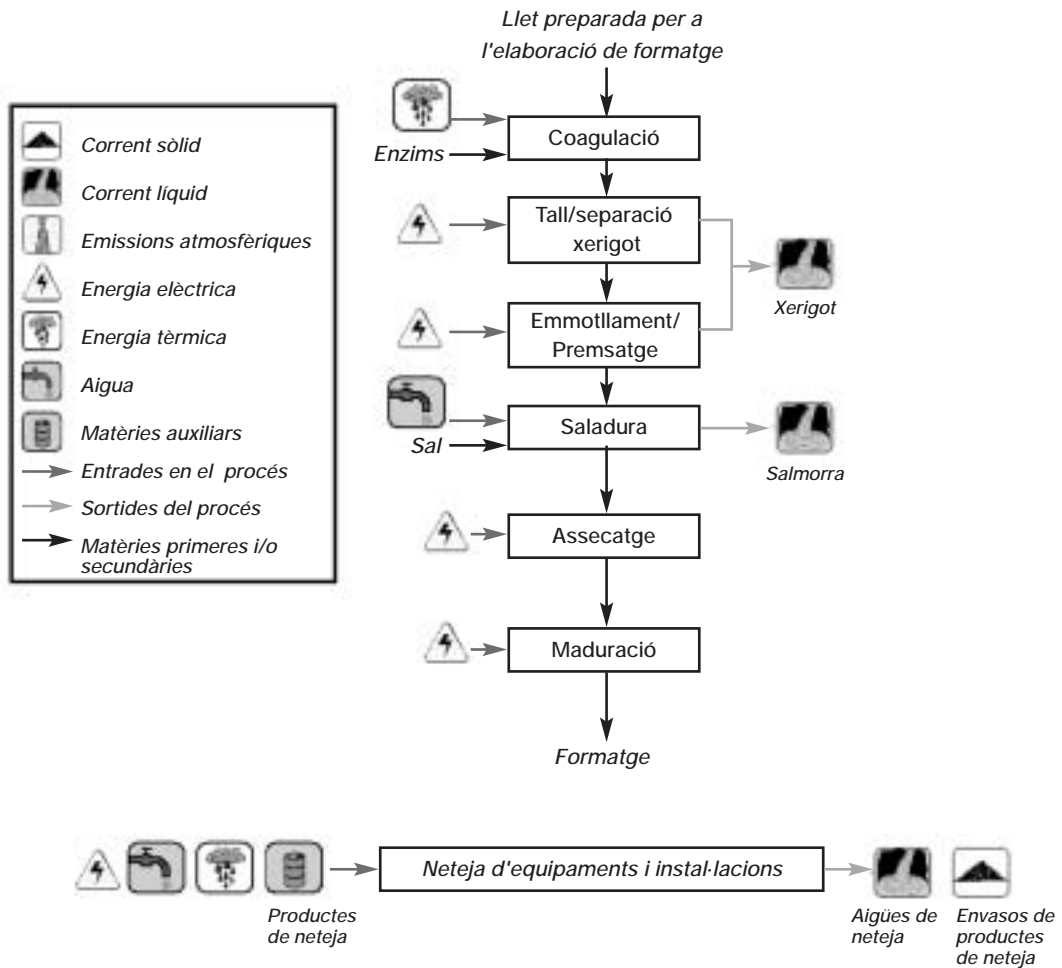 Llet preparada per a
l'elaboració de formatge
Corrent sòlid
Corrent líquid
Emissions atmosfèriques
Energia elèctrica
Energia tèrmica
Aigua
Matèries auxiliars
Entrades en el procés
Sortides del procés
Matèries primeres i/o
secundàries
Enzims
Coagulació
Tall/separació
xerigot
Xerigot
Emmotllament/
Premsatge
Sal
Saladura
Salmorra
Assecatge
Maduració
Formatge
Neteja d'equipaments i instal·lacions
Productes
de neteja
Aigües de
neteja
Envasos de
productes
de neteja